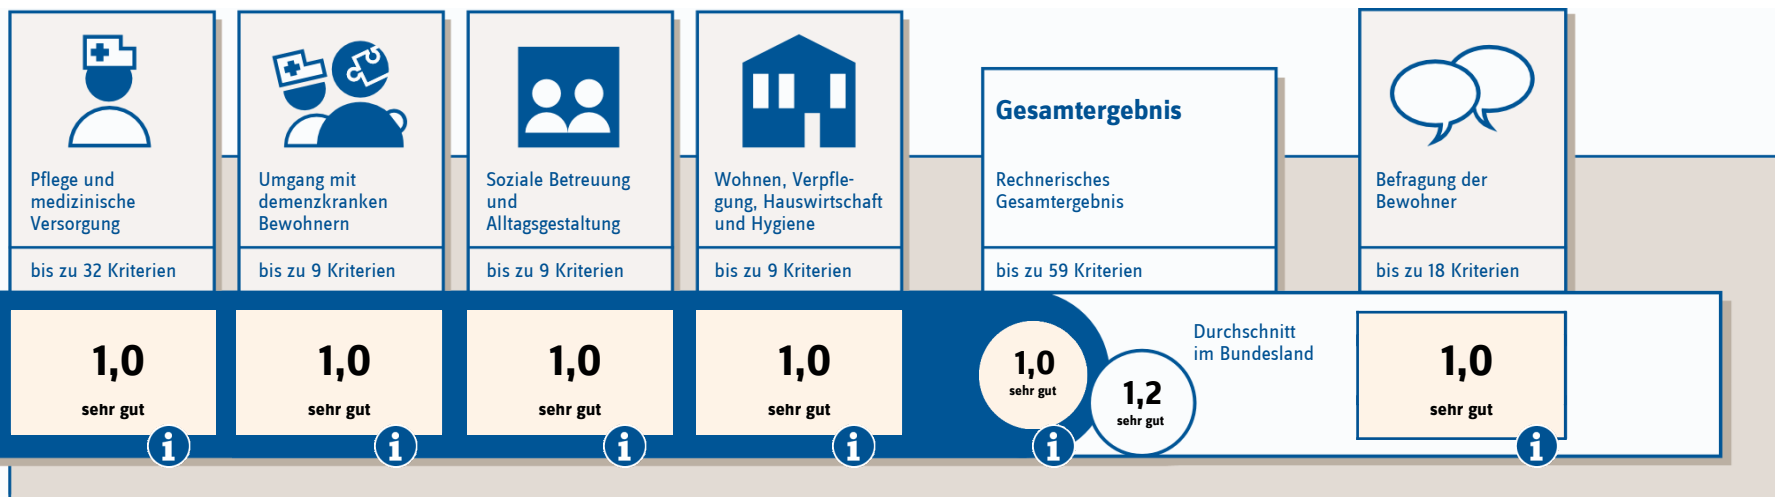 Pflege und
medizinische
Versorgung
bis zu 32 Kriterien
1,0
sehr gut
i
Umgang mit
demenzkranken
Bewohnern
bis zu 9 Kriterien
1,0
sehr gut
i
Soziale Betreuung
und
Alltagsgestaltung
bis zu 9 Kriterien
1,0
sehr gut
i
Wohnen, Verpfle-
gung, Hauswirtschaft
und Hygiene
bis zu 9 Kriterien
1,0
sehr gut
i
Gesamtergebnis
Rechnerisches
Gesamtergebnis
bis zu 59 Kriterien
1,0
sehr gut
i
Durchschnitt
im Bundesland
1,2
sehr gut
Befragung der
Bewohner
bis zu 18 Kriterien
1,0
sehr gut
i